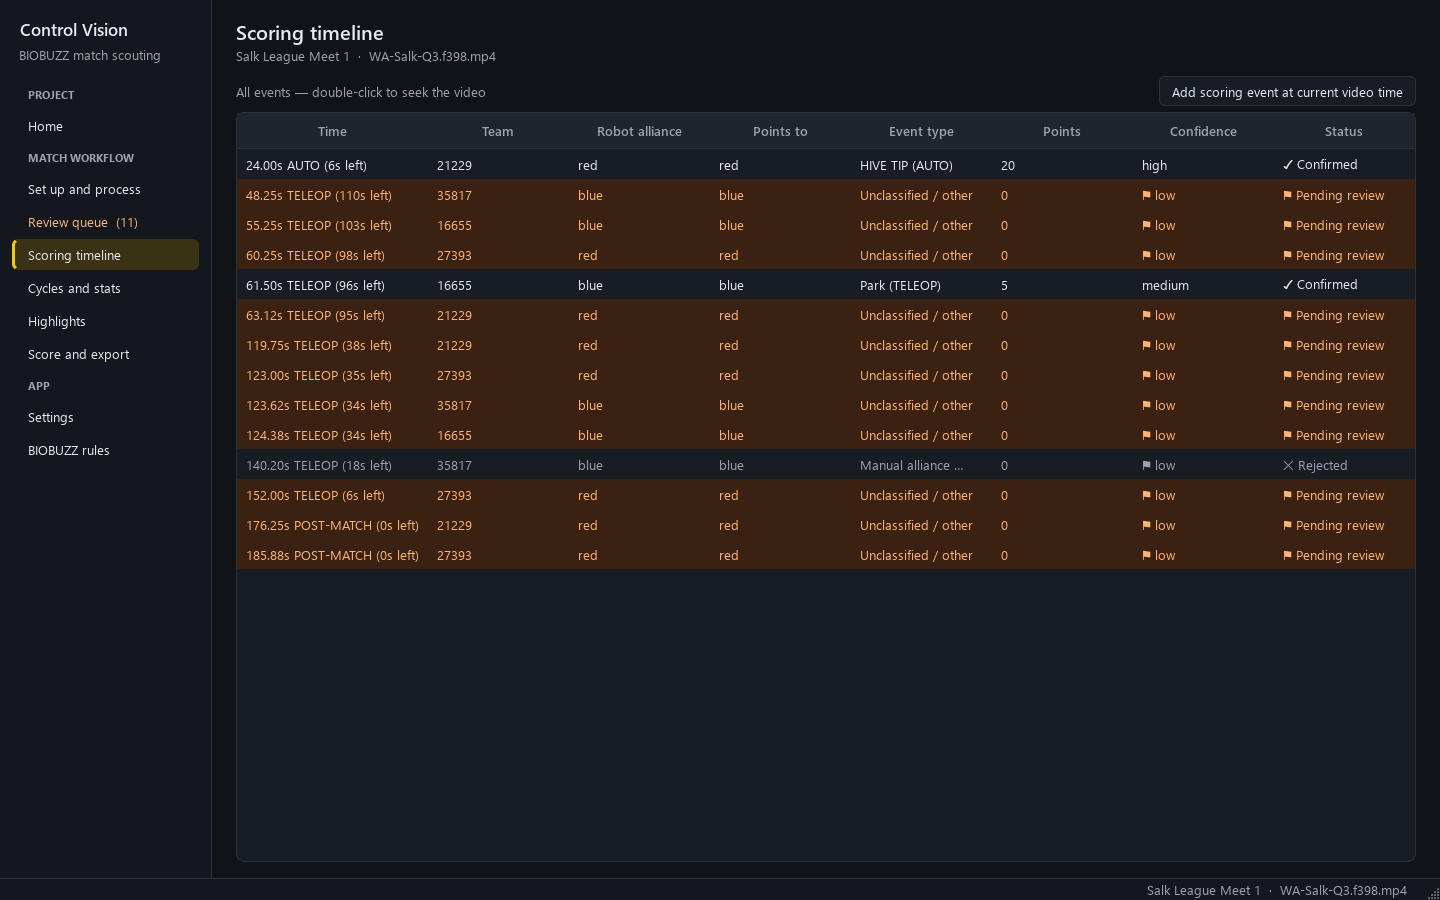 Control Vision
BIOBUZZ match scouting
PROJECT
Home
MATCH WORKFLOW
Set up and process
Review queue (11)
Scoring timeline
Cycles and stats
Highlights
Score and export
APP
Settings
BIOBUZZ rules
Scoring timeline
Salk League Meet 1 · WA-Salk-Q3.f398.mp4
All events — double-click to seek the video
Add scoring event at current video time
Time Team Robot alliance Points to Event type Points Confidence Status
24.00s AUTO (6s left) 21229 red red HIVE TIP (AUTO) 20 high ✓ Confirmed
48.25s TELEOP (110s left) 35817 blue blue Unclassified / other 0 ⚑ low ⚑ Pending review
55.25s TELEOP (103s left) 16655 blue blue Unclassified / other 0 ⚑ low ⚑ Pending review
60.25s TELEOP (98s left) 27393 red red Unclassified / other 0 ⚑ low ⚑ Pending review
61.50s TELEOP (96s left) 16655 blue blue Park (TELEOP) 5 medium ✓ Confirmed
63.12s TELEOP (95s left) 21229 red red Unclassified / other 0 ⚑ low ⚑ Pending review
119.75s TELEOP (38s left) 21229 red red Unclassified / other 0 ⚑ low ⚑ Pending review
123.00s TELEOP (35s left) 27393 red red Unclassified / other 0 ⚑ low ⚑ Pending review
123.62s TELEOP (34s left) 35817 blue blue Unclassified / other 0 ⚑ low ⚑ Pending review
124.38s TELEOP (34s left) 16655 blue blue Unclassified / other 0 ⚑ low ⚑ Pending review
140.20s TELEOP (18s left) 35817 blue blue Manual alliance ... 0 ⚑ low ✕ Rejected
152.00s TELEOP (6s left) 27393 red red Unclassified / other 0 ⚑ low ⚑ Pending review
176.25s POST-MATCH (0s left) 21229 red red Unclassified / other 0 ⚑ low ⚑ Pending review
185.88s POST-MATCH (0s left) 27393 red red Unclassified / other 0 ⚑ low ⚑ Pending review
Salk League Meet 1 · WA-Salk-Q3.f398.mp4